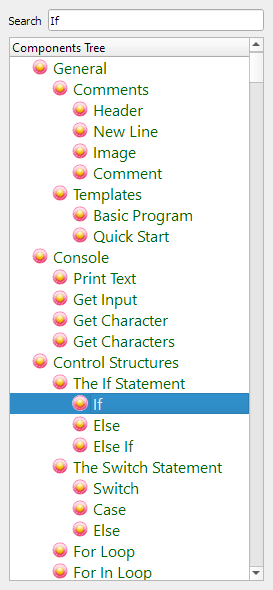 Search If
Components Tree
General
Comments
Header
New Line
Image
Comment
Templates
Basic Program
Quick Start
Console
Print Text
Get Input
Get Character
Get Characters
Control Structures
The If Statement
If
Else
Else If
The Switch Statement
Switch
Case
Else
For Loop
For In Loop